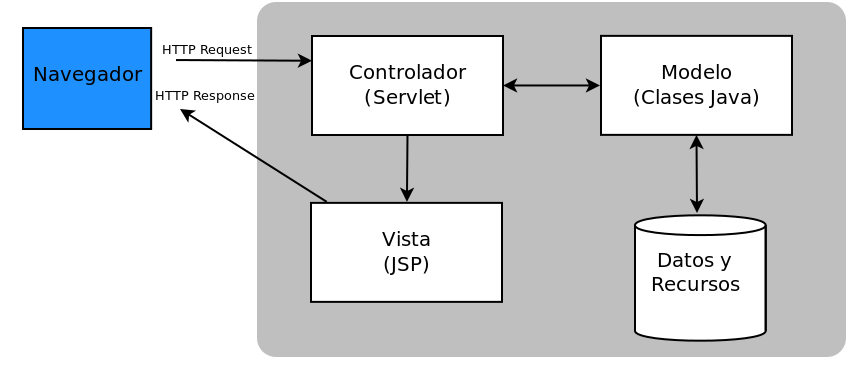 Navegador
HTTP Request
HTTP Response
Controlador
(Servlet)
Modelo
(Clases Java)
Vista
(JSP)
Datos y
Recursos